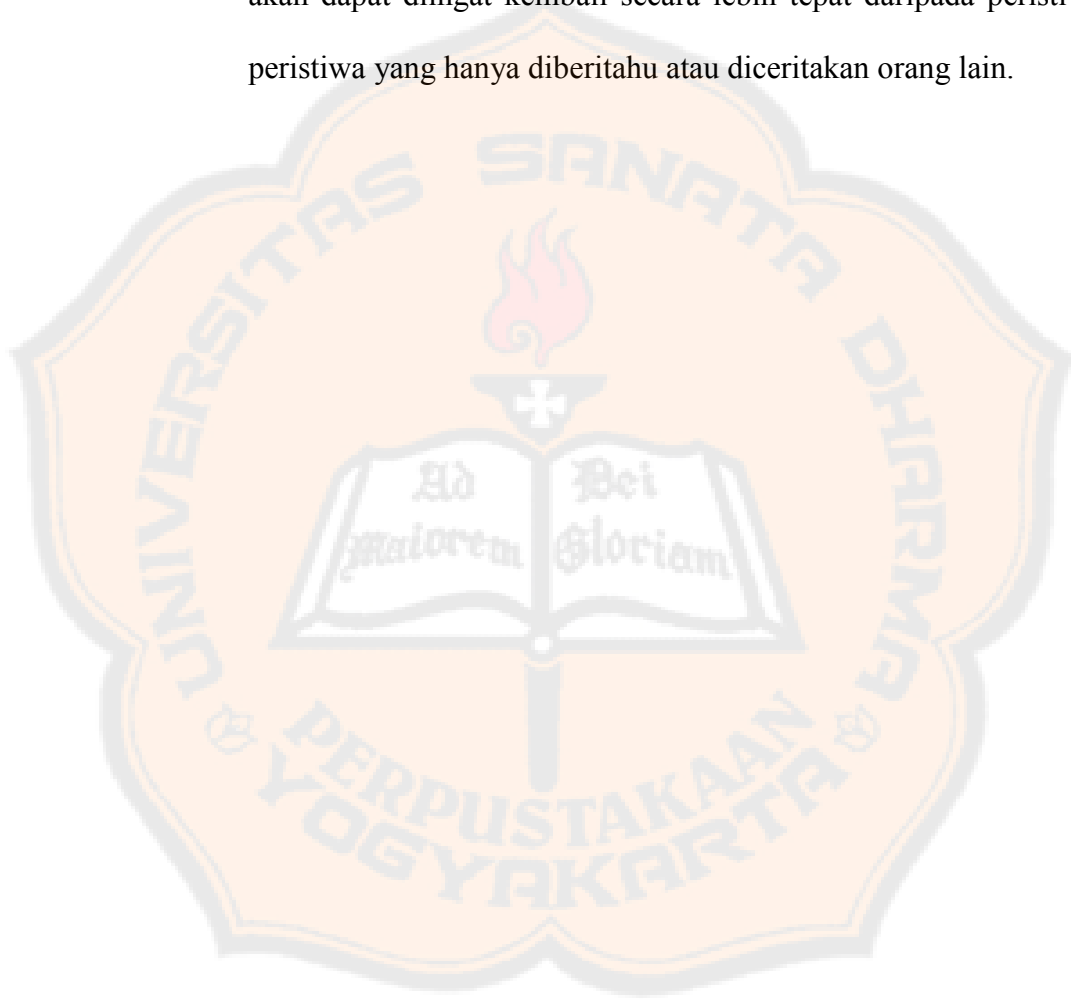 akan dapat diingat kembali secara lebih tepat daripada
peristiwa yang hanya diberitahu atau diceritakan orang lain.
UNIVERSITAS SANATA DHARMA
Ad
Maiorem
Dei
Gloriam
PERPUSTAKAAN
YOGYAKARTA